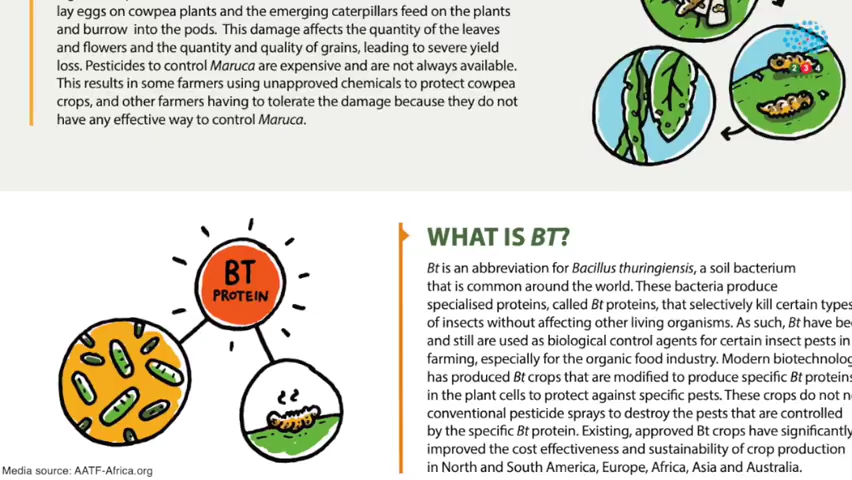 lay eggs on cowpea plants and the emerging caterpillars feed on the plants
and burrow into the pods. This damage affects the quantity of the leaves
and flowers and the quantity and quality of grains, leading to severe yield
loss. Pesticides to control Maruca are expensive and are not always available.
This results in some farmers using unapproved chemicals to protect cowpea
crops, and other farmers having to tolerate the damage because they do not
have any effective way to control Maruca.
2 3 4
BT
PROTEIN
WHAT IS BT?
Bt is an abbreviation for Bacillus thuringiensis, a soil bacterium
that is common around the world. These bacteria produce
specialised proteins, called Bt proteins, that selectively kill certain types
of insects without affecting other living organisms. As such, Bt have
and still are used as biological control agents for certain insect pests in
farming, especially for the organic food industry. Modern
has produced Bt crops that are modified to produce specific Bt proteins
in the plant cells to protect against specific pests. These crops do not
conventional pesticide sprays to destroy the pests that are controlled
by the specific Bt protein. Existing, approved Bt crops have significantly
improved the cost effectiveness and sustainability of crop production
in North and South America, Europe, Africa, Asia and Australia.
Media source: AATF-Africa.org